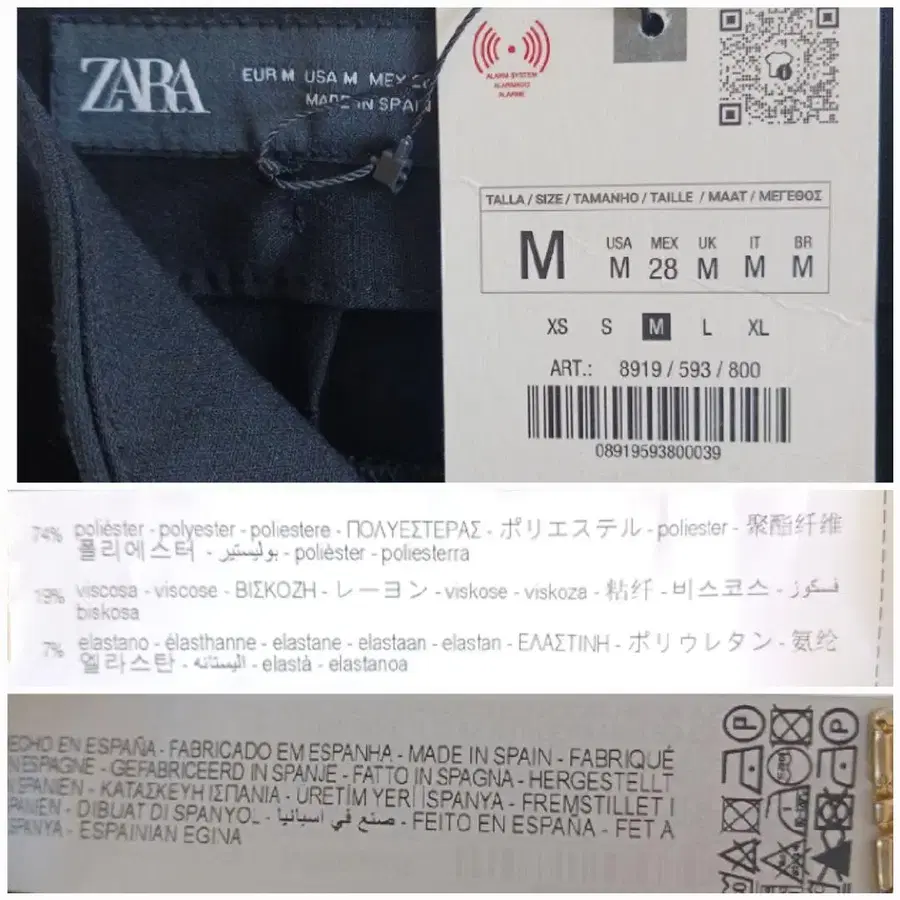 ZARA
EUR M USA M MEX
MADE IN SPAIN
ALARM SYSTEM
ALARMADO
ALARME
TALLA / SIZE / TAMANHO / TAILLE / MAAT / ΜΕΓΕΘΟΣ
M
USA MEX UK IT BR
M 28 M M M
XS S M L XL
ART.: 8919 / 593 / 800
08919593800039
74% poliéster - polyester - poliestere - ΠΟΛΥΕΣΤΕΡΑΣ - ポリエステル - poliester - 聚酯纤维
폴리에스터 - بوليستير - polièster - poliesterra
19% viscosa - viscose - ΒΙΣΚΟΖΗ - レーヨン - viskose - viskoza - 粘纤 - 비스코스 - فسكوز
biskosa
7% elastano - élasthanne - elastane - elastaan - elastan - ΕΛΑΣΤΙΝΗ - ポリウレタン - 氨纶
엘라스탄 - اليستانه - elastà - elastanoa
ECHO EN ESPAÑA - FABRICADO EM ESPANHA - MADE IN SPAIN - FABRIQUÉ
N ESPAGNE - GEFABRICEERD IN SPANJE - FATTO IN SPAGNA - HERGESTELLT
N SPANIEN - ΚΑΤΑΣΚΕΥΗ ΙΣΠΑΝΙΑ - URETİM YERİ İSPANYA - FREMSTILLET I
PANIEN - DIBUAT DI SPANYOL - صنع في اسبانيا - FEITO EN ESPAÑA - FET A
SPANYA - ESPAINIAN EGINA